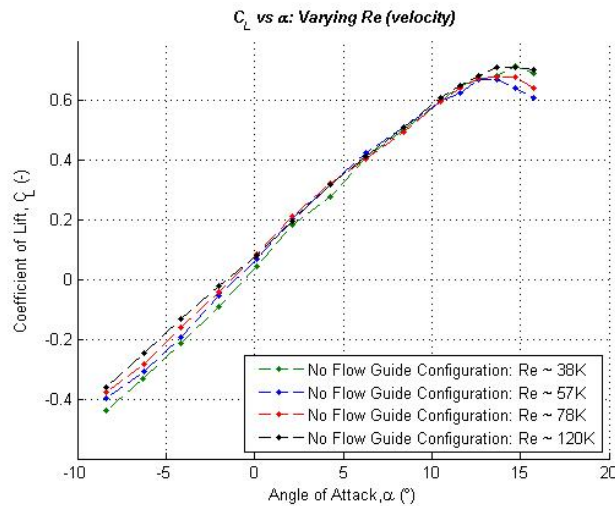 C_L vs α: Varying Re (velocity)
Coefficient of Lift, C_L (-)
0.6
0.4
0.2
0
-0.2
-0.4
No Flow Guide Configuration: Re ~ 38K
No Flow Guide Configuration: Re ~ 57K
No Flow Guide Configuration: Re ~ 78K
No Flow Guide Configuration: Re ~ 120K
-10
-5
0
5
10
15
20
Angle of Attack,α (°)